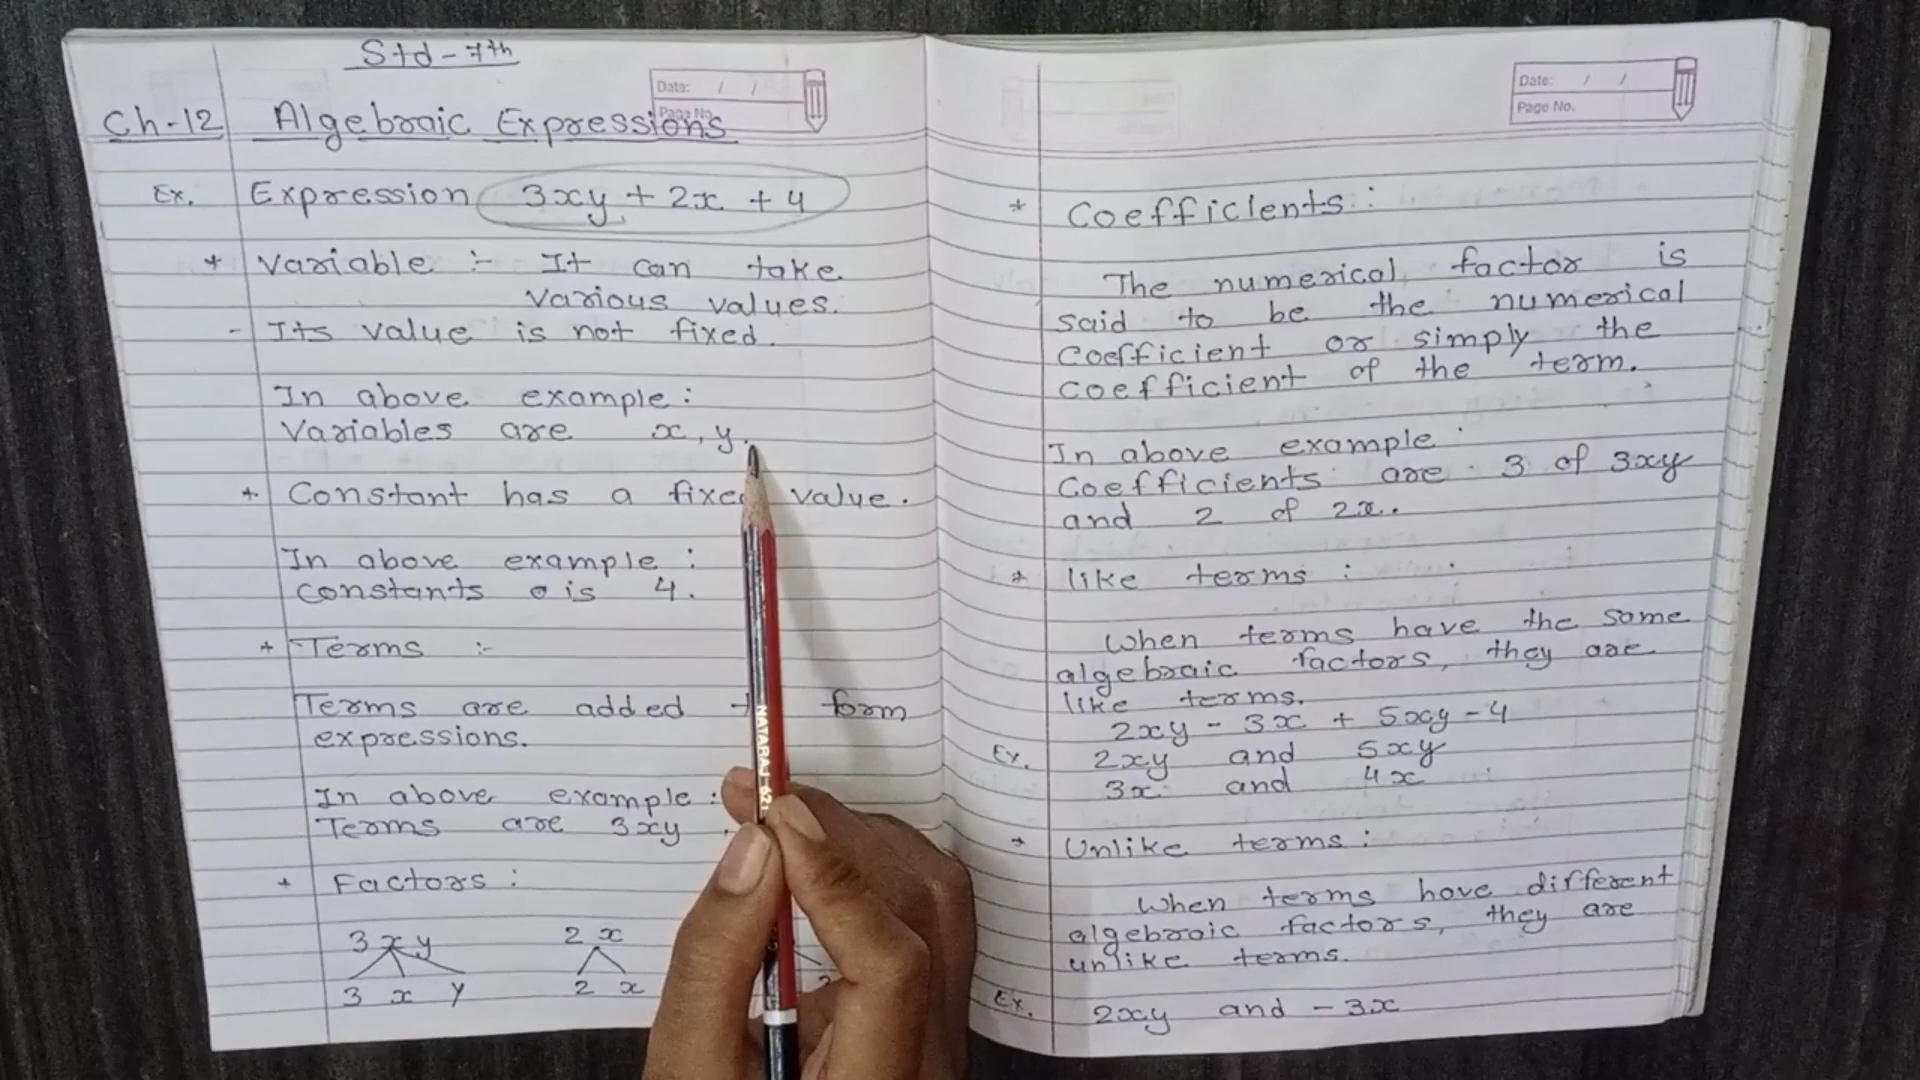 Std - 7th
Date: / /
Page No.
Ch-12 Algebraic Expressions
Ex. Expression 3xy + 2x + 4
* Variable :- It can take
various values.
- Its value is not fixed.
In above example :
Variables are x, y.
* Constant has a fixed value.
In above example :
constants is 4.
* Terms :-
Terms are added form
expressions.
In above example :
Terms are 3xy
* Factors :
3xy 2x
3 x y 2 x 2
NATARAJ 621
Date: / /
Page No.
* Coefficients :
The numerical factor is
said to be the numerical
coefficient or simply the
coefficient of the term.
In above example :
Coefficients are 3 of 3xy
and 2 of 2x.
* like terms :
When terms have the same
algebraic factors, they are
like terms.
2xy - 3x + 5xy - 4
Ex. 2xy and 5xy
3x and 4x
* Unlike terms :
When terms have different
algebraic factors, they are
unlike terms.
Ex. 2xy and - 3x